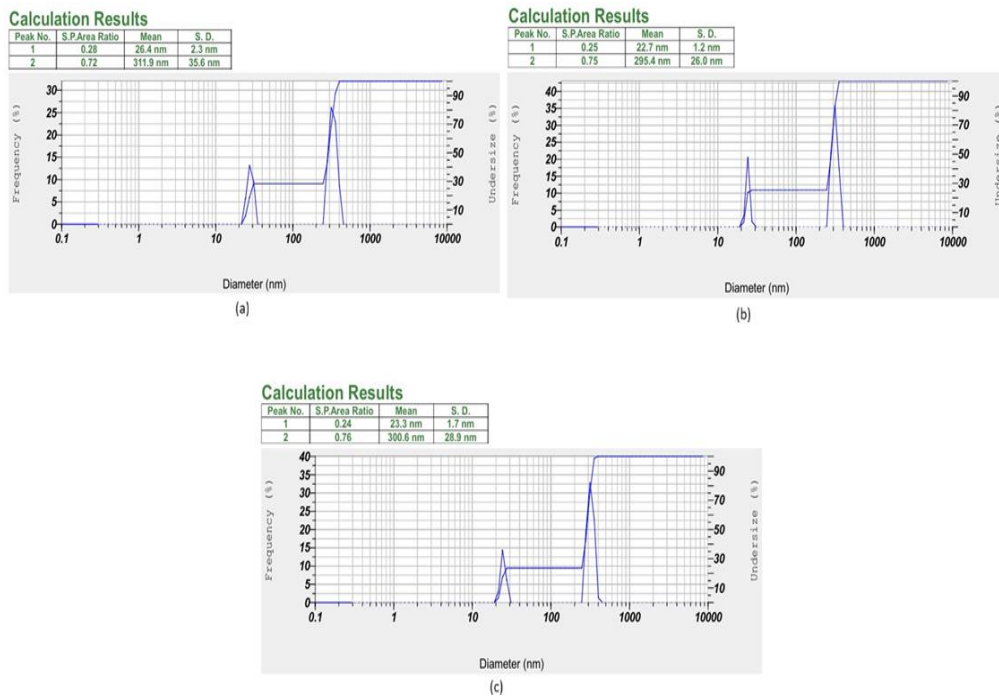 Calculation Results
Peak No. S.P.Area Ratio Mean S. D.
1 0.28 26.4 nm 2.3 nm
2 0.72 311.9 nm 35.6 nm
Frequency (%)
30
25
20
15
10
5
0
90
70
50
30
10
Undersize (%)
0.1 1 10 100 1000 10000
Diameter (nm)
(a)
Calculation Results
Peak No. S.P.Area Ratio Mean S. D.
1 0.25 22.7 nm 1.2 nm
2 0.75 295.4 nm 26.0 nm
Frequency (%)
40
35
30
25
20
15
10
5
0
90
70
50
30
10
Undersize (%)
0.1 1 10 100 1000 10000
Diameter (nm)
(b)
Calculation Results
Peak No. S.P.Area Ratio Mean S. D.
1 0.24 23.3 nm 1.7 nm
2 0.76 300.6 nm 28.9 nm
Frequency (%)
40
35
30
25
20
15
10
5
0
90
70
50
30
10
Undersize (%)
0.1 1 10 100 1000 10000
Diameter (nm)
(c)